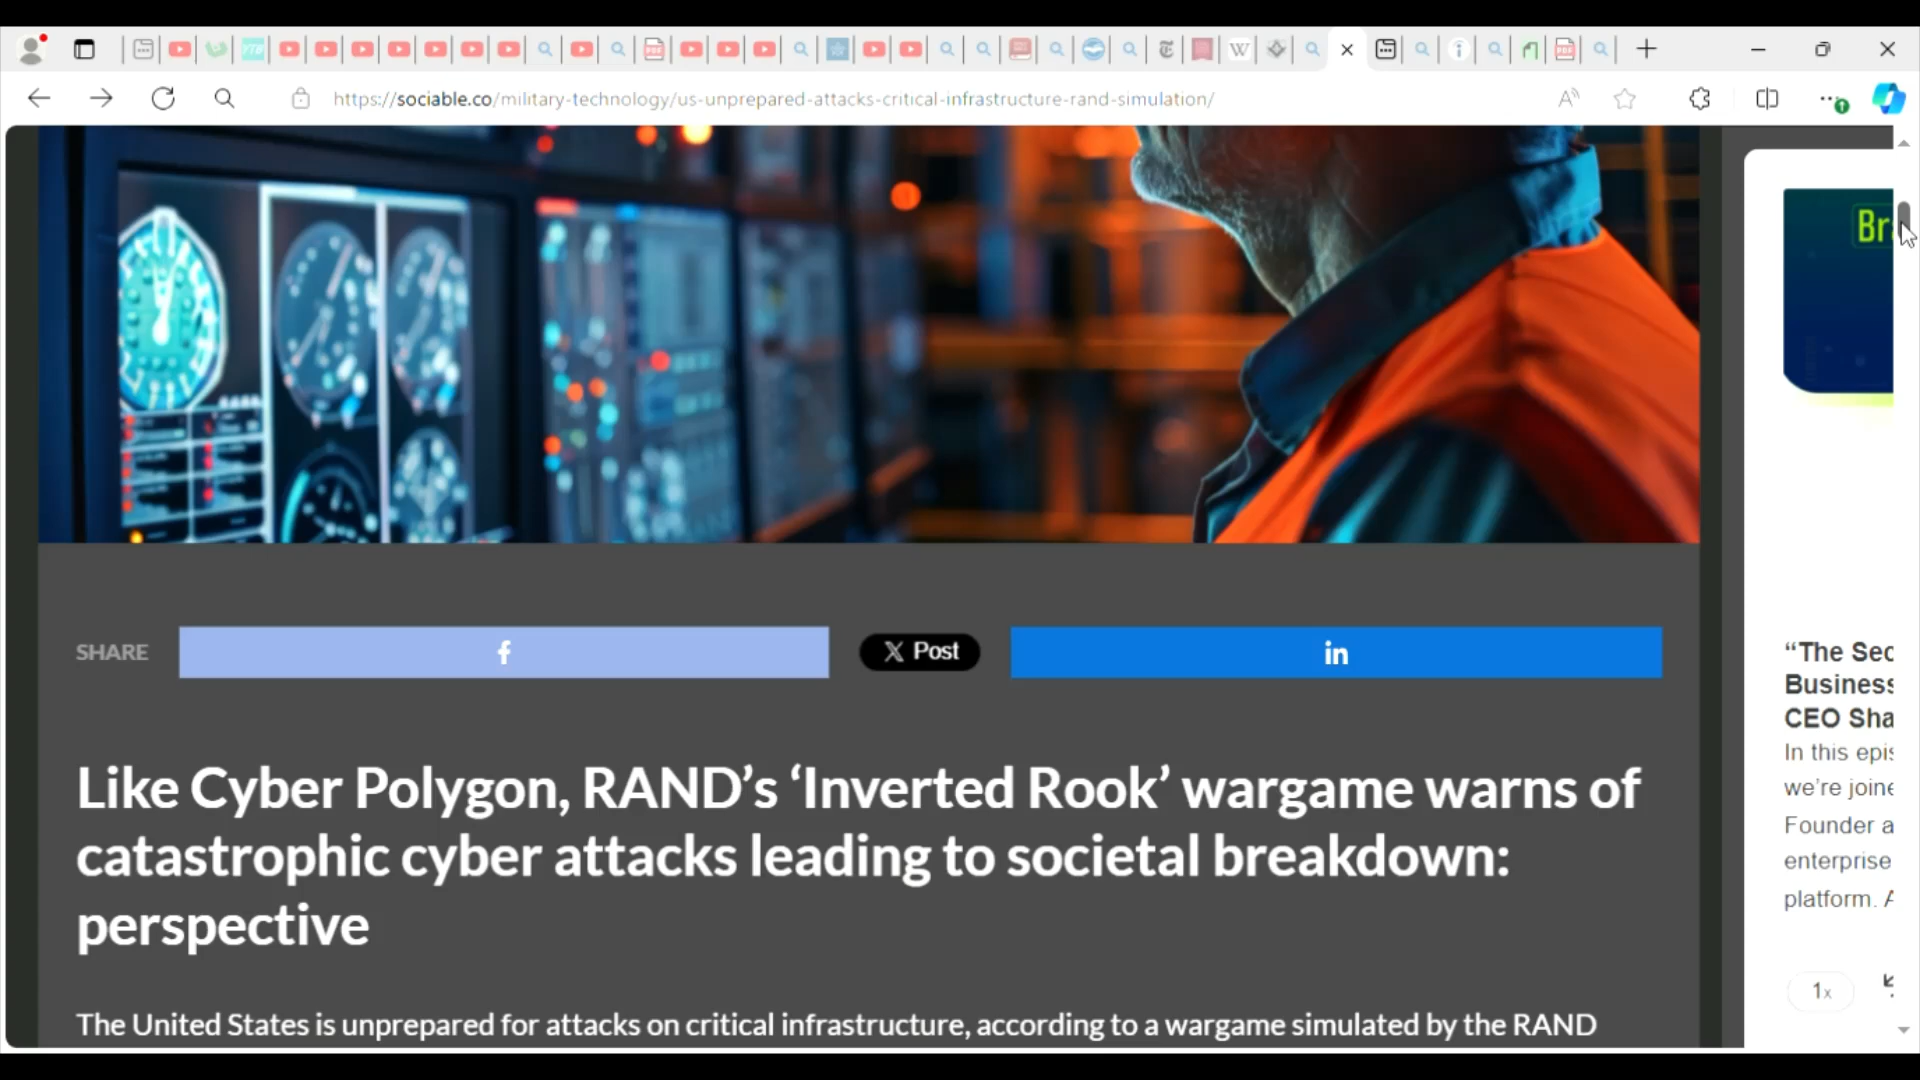 https://sociable.co/military-technology/us-unprepared-attacks-critical-infrastructure-rand-simulation/
Br
SHARE
f
X Post
in
Like Cyber Polygon, RAND’s ‘Inverted Rook’ wargame warns of
catastrophic cyber attacks leading to societal breakdown:
perspective
The United States is unprepared for attacks on critical infrastructure, according to a wargame simulated by the RAND
“The Sec
Business
CEO Sha
In this epis
we’re joine
Founder a
enterprise
platform. A
1x